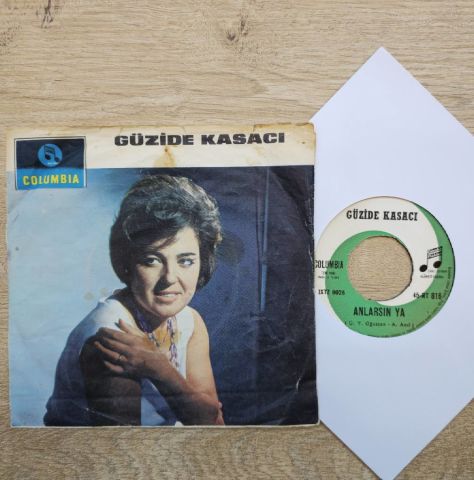 GÜZİDE KASACI
COLUMBIA
GÜZİDE KASACI
COLUMBIA
45 RT 818
ANLARSIN YA